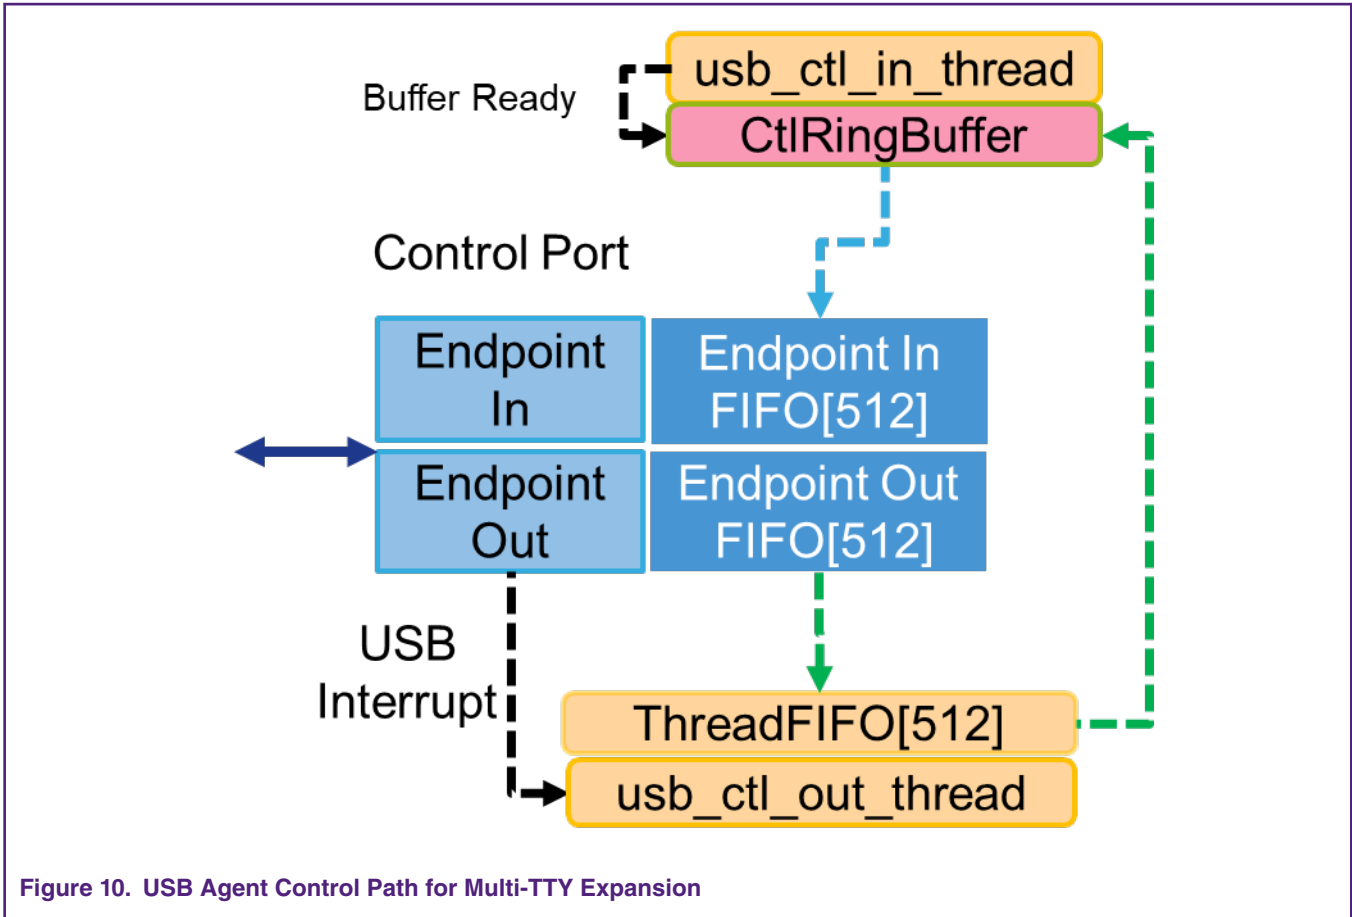 usb_ctl_in_thread
Buffer Ready
CtlRingBuffer
Control Port
Endpoint
In
Endpoint In
FIFO[512]
Endpoint
Out
Endpoint Out
FIFO[512]
USB
Interrupt
ThreadFIFO[512]
usb_ctl_out_thread
Figure 10. USB Agent Control Path for Multi-TTY Expansion